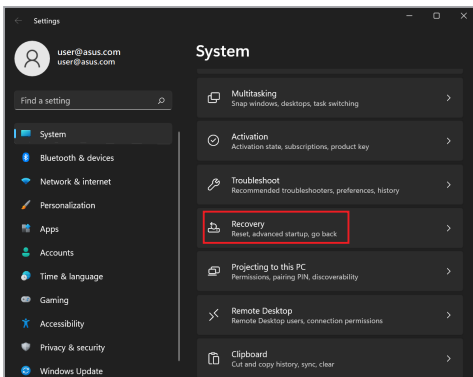 Settings
user@asus.com
user@asus.com
Find a setting
System
Bluetooth & devices
Network & internet
Personalization
Apps
Accounts
Time & language
Gaming
Accessibility
Privacy & security
Windows Update
System
Multitasking
Snap windows, desktops, task switching
Activation
Activation state, subscriptions, product key
Troubleshoot
Recommended troubleshooters, preferences, history
Recovery
Reset, advanced startup, go back
Projecting to this PC
Permissions, pairing PIN, discoverability
Remote Desktop
Remote Desktop users, connection permissions
Clipboard
Cut and copy history, sync, clear